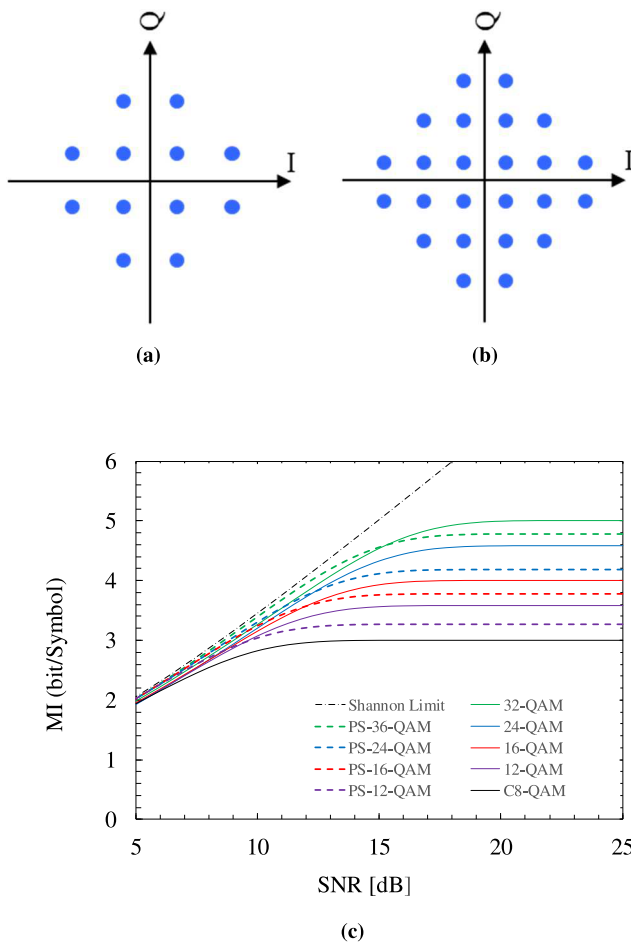 Q
I
(a)
Q
I
(b)
6
5
4
3
2
1
0
MI (bit/Symbol)
Shannon Limit
PS-36-QAM
PS-24-QAM
PS-16-QAM
PS-12-QAM
32-QAM
24-QAM
16-QAM
12-QAM
C8-QAM
5 10 15 20 25
SNR [dB]
(c)